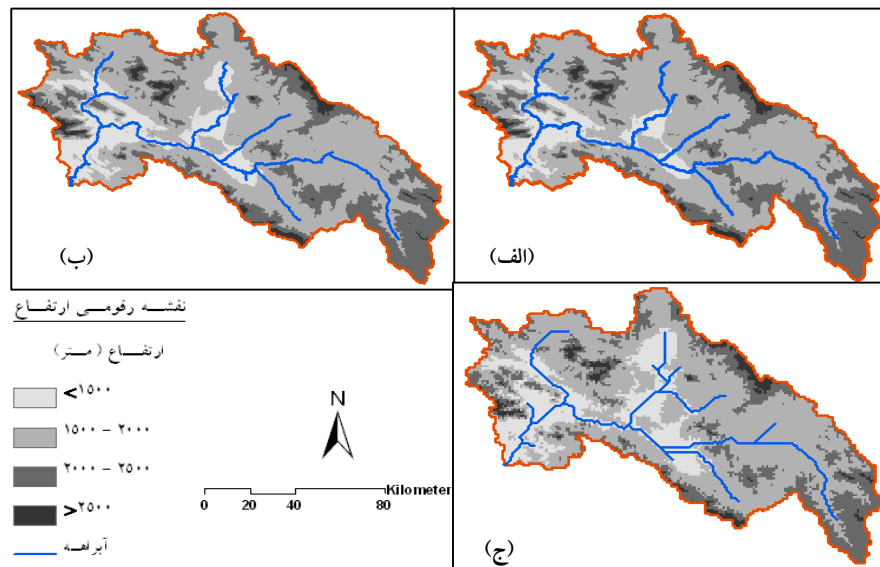 (ب)
(الف)
نقشه رقومی ارتفاع
ارتفاع (متر)
<۱۵۰۰
۱۵۰۰ - ۲۰۰۰
۲۰۰۰ - ۲۵۰۰
>۲۵۰۰
آبراهه
N
Kilometer
0 20 40 80
(ج)